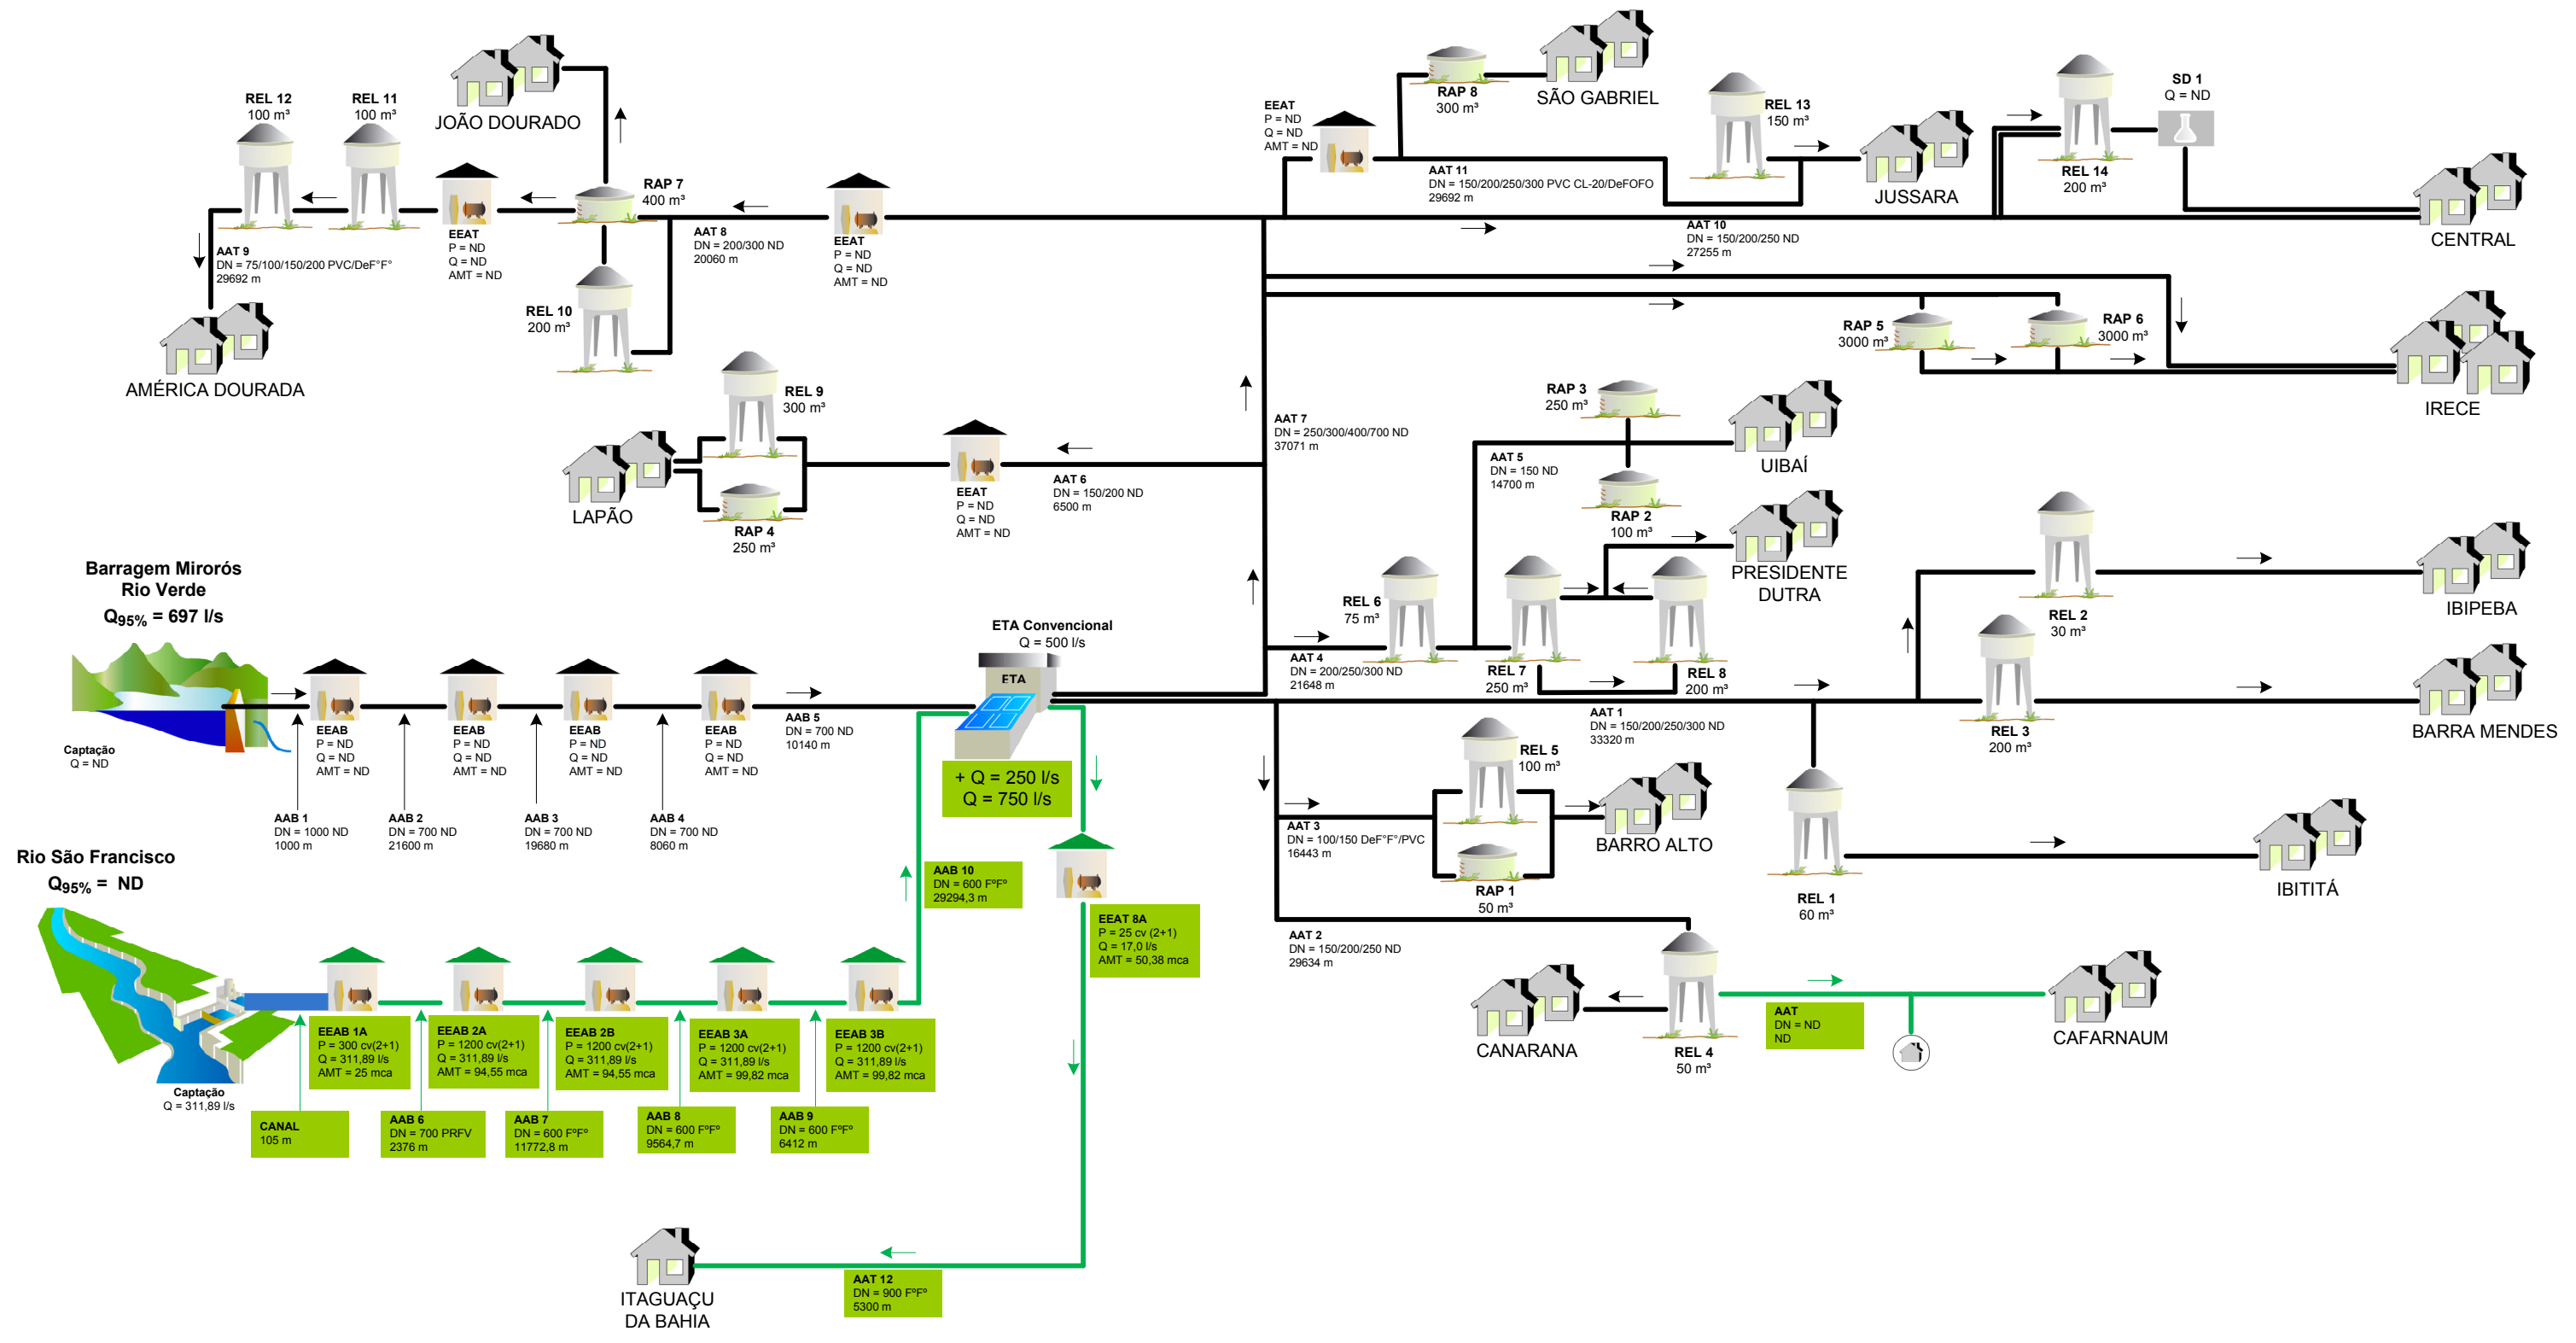 JOÃO DOURADO
REL 12
100 m³
REL 11
100 m³
RAP 7
400 m³
EEAT
P = ND
Q = ND
AMT = ND
AAT 9
DN = 75/100/150/200 PVC/DeF°F°
29692 m
AMÉRICA DOURADA
REL 10
200 m³
AAT 8
DN = 200/300 ND
20060 m
EEAT
P = ND
Q = ND
AMT = ND
EEAT
P = ND
Q = ND
AMT = ND
RAP 8
300 m³
SÃO GABRIEL
AAT 11
DN = 150/200/250/300 PVC CL-20/DeFOFO
29692 m
REL 13
150 m³
JUSSARA
REL 14
200 m³
SD 1
Q = ND
CENTRAL
AAT 10
DN = 150/200/250 ND
27255 m
RAP 5
3000 m³
RAP 6
3000 m³
IRECE
REL 9
300 m³
LAPÃO
RAP 4
250 m³
EEAT
P = ND
Q = ND
AMT = ND
AAT 6
DN = 150/200 ND
6500 m
AAT 7
DN = 250/300/400/700 ND
37071 m
RAP 3
250 m³
UIBAÍ
AAT 5
DN = 150 ND
14700 m
RAP 2
100 m³
PRESIDENTE
DUTRA
REL 6
75 m³
AAT 4
DN = 200/250/300 ND
21648 m
REL 7
250 m³
REL 8
200 m³
REL 2
30 m³
IBIPEBA
REL 3
200 m³
BARRA MENDES
Barragem Mirorós
Rio Verde
Q95% = 697 l/s
Captação
Q = ND
EEAB
P = ND
Q = ND
AMT = ND
EEAB
P = ND
Q = ND
AMT = ND
EEAB
P = ND
Q = ND
AMT = ND
EEAB
P = ND
Q = ND
AMT = ND
AAB 5
DN = 700 ND
10140 m
AAB 1
DN = 1000 ND
1000 m
AAB 2
DN = 700 ND
21600 m
AAB 3
DN = 700 ND
19680 m
AAB 4
DN = 700 ND
8060 m
ETA Convencional
Q = 500 l/s
ETA
+ Q = 250 l/s
Q = 750 l/s
AAT 1
DN = 150/200/250/300 ND
33320 m
REL 5
100 m³
AAT 3
DN = 100/150 DeF°F°/PVC
16443 m
BARRO ALTO
RAP 1
50 m³
REL 1
60 m³
IBITITÁ
AAT 2
DN = 150/200/250 ND
29634 m
CANARANA
REL 4
50 m³
AAT
DN = ND
ND
CAFARNAUM
Rio São Francisco
Q95% = ND
Captação
Q = 311,89 l/s
CANAL
105 m
EEAB 1A
P = 300 cv(2+1)
Q = 311,89 l/s
AMT = 25 mca
EEAB 2A
P = 1200 cv(2+1)
Q = 311,89 l/s
AMT = 94,55 mca
EEAB 2B
P = 1200 cv(2+1)
Q = 311,89 l/s
AMT = 94,55 mca
EEAB 3A
P = 1200 cv(2+1)
Q = 311,89 l/s
AMT = 99,82 mca
EEAB 3B
P = 1200 cv(2+1)
Q = 311,89 l/s
AMT = 99,82 mca
AAB 6
DN = 700 PRFV
2376 m
AAB 7
DN = 600 FºFº
11772,8 m
AAB 8
DN = 600 FºFº
9564,7 m
AAB 9
DN = 600 FºFº
6412 m
AAB 10
DN = 600 FºFº
29294,3 m
EEAT 8A
P = 25 cv (2+1)
Q = 17,0 l/s
AMT = 50,38 mca
AAT 12
DN = 900 FºFº
5300 m
ITAGUAÇU
DA BAHIA